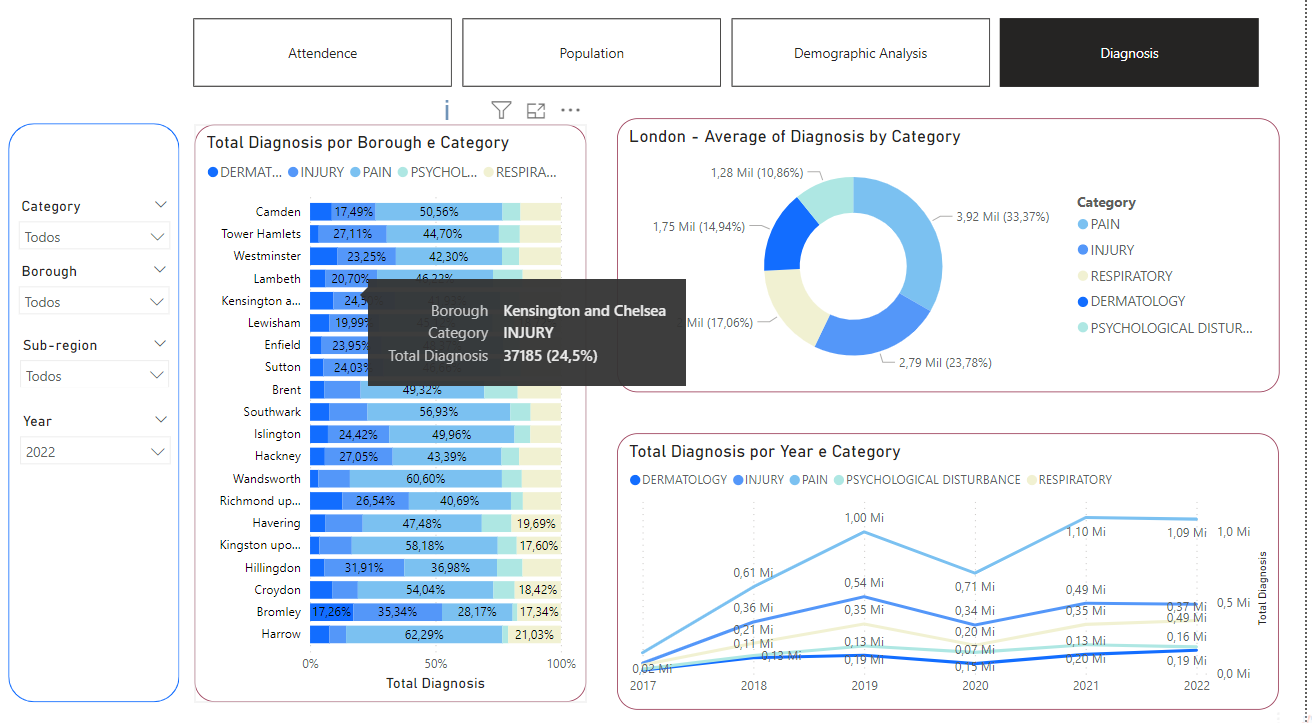 Attendence
Population
Demographic Analysis
Diagnosis
Category
Todos
Borough
Todos
Sub-region
Todos
Year
2022
Total Diagnosis por Borough e Category
DERMAT... INJURY PAIN PSYCHOL... RESPIRA...
Camden 17,49% 50,56%
Tower Hamlets 27,11% 44,70%
Westminster 23,25% 42,30%
Lambeth 20,70% 46,22%
Kensington a... 24,5
Lewisham 19,99%
Enfield 23,95%
Sutton 24,03%
Brent 49,32%
Southwark 56,93%
Islington 24,42% 49,96%
Hackney 27,05% 43,39%
Wandsworth 60,60%
Richmond up... 26,54% 40,69%
Havering 47,48% 19,69%
Kingston upo... 58,18% 17,60%
Hillingdon 31,91% 36,98%
Croydon 54,04% 18,42%
Bromley 17,26% 35,34% 28,17% 17,34%
Harrow 62,29% 21,03%
0% 50% 100%
Total Diagnosis
Borough Kensington and Chelsea
Category INJURY
Total Diagnosis 37185 (24,5%)
London - Average of Diagnosis by Category
1,28 Mil (10,86%)
3,92 Mil (33,37%)
1,75 Mil (14,94%)
Mil (17,06%)
2,79 Mil (23,78%)
Category
PAIN
INJURY
RESPIRATORY
DERMATOLOGY
PSYCHOLOGICAL DISTUR...
Total Diagnosis por Year e Category
DERMATOLOGY INJURY PAIN PSYCHOLOGICAL DISTURBANCE RESPIRATORY
0,02 Mi
0,61 Mi
0,36 Mi
0,21 Mi
0,11 Mi
0,13 Mi
1,00 Mi
0,54 Mi
0,35 Mi
0,13 Mi
0,19 Mi
0,71 Mi
0,34 Mi
0,20 Mi
0,07 Mi
0,15 Mi
1,10 Mi
0,49 Mi
0,35 Mi
0,13 Mi
0,20 Mi
1,09 Mi
0,37 Mi
0,49 Mi
0,16 Mi
0,19 Mi
1,0 Mi
0,5 Mi
0,0 Mi
Total Diagnosis
2017 2018 2019 2020 2021 2022